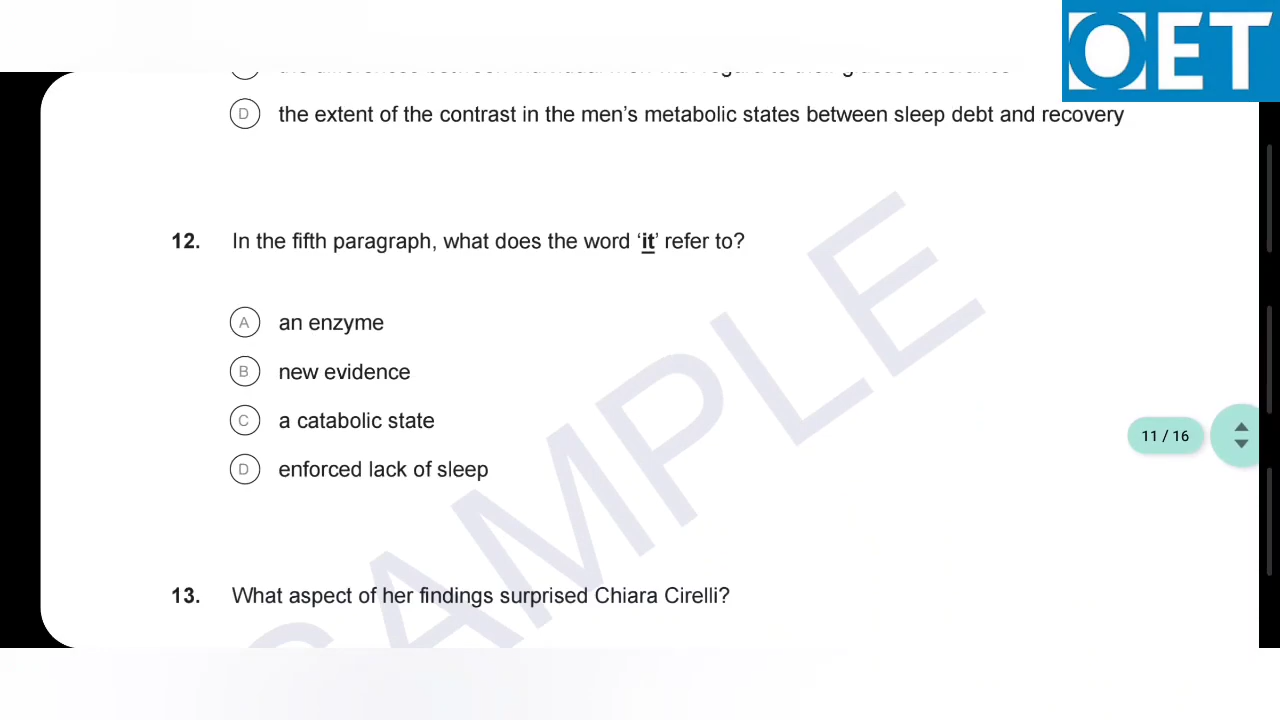 OET
D the extent of the contrast in the men's metabolic states between sleep debt and recovery
12. In the fifth paragraph, what does the word ‘it’ refer to?
A an enzyme
B new evidence
C a catabolic state
11 / 16
D enforced lack of sleep
13. What aspect of her findings surprised Chiara Cirelli?
SAMPLE